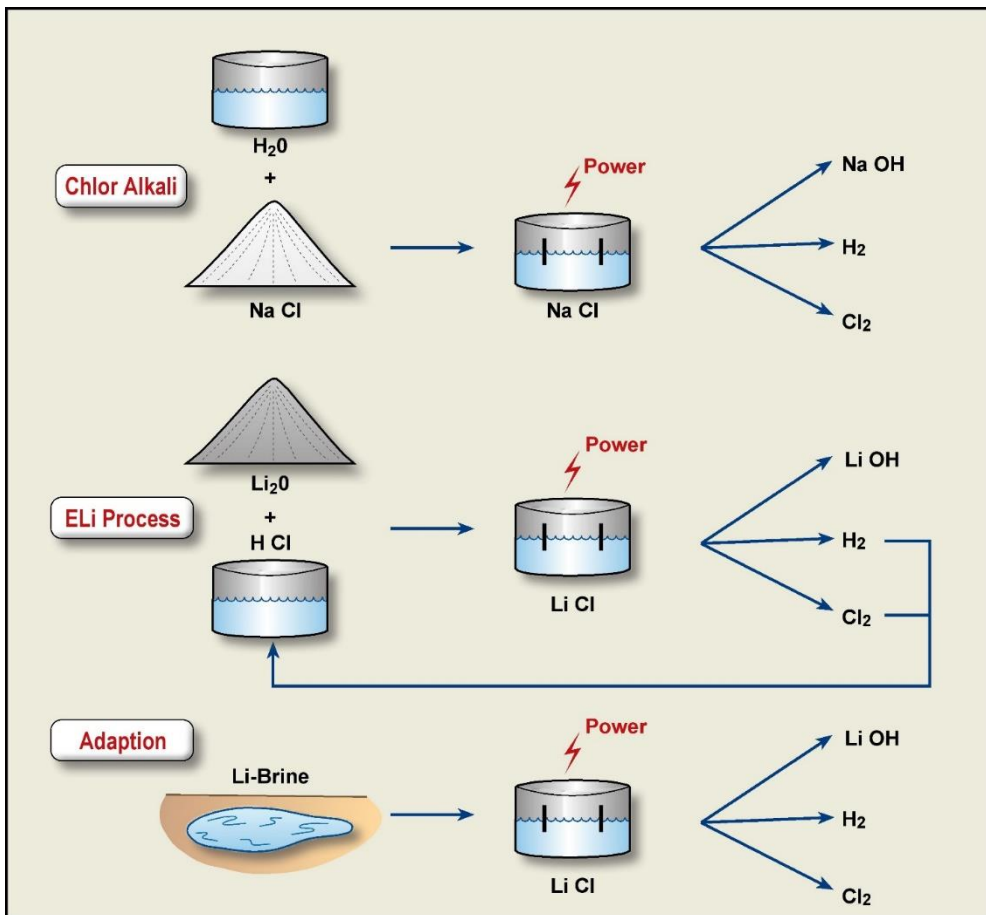 H₂0
Chlor Alkali
+
Na Cl
Power
Na Cl
Na OH
H₂
Cl₂
Li₂0
ELi Process
+
H Cl
Power
Li Cl
Li OH
H₂
Cl₂
Adaption
Li-Brine
Power
Li Cl
Li OH
H₂
Cl₂